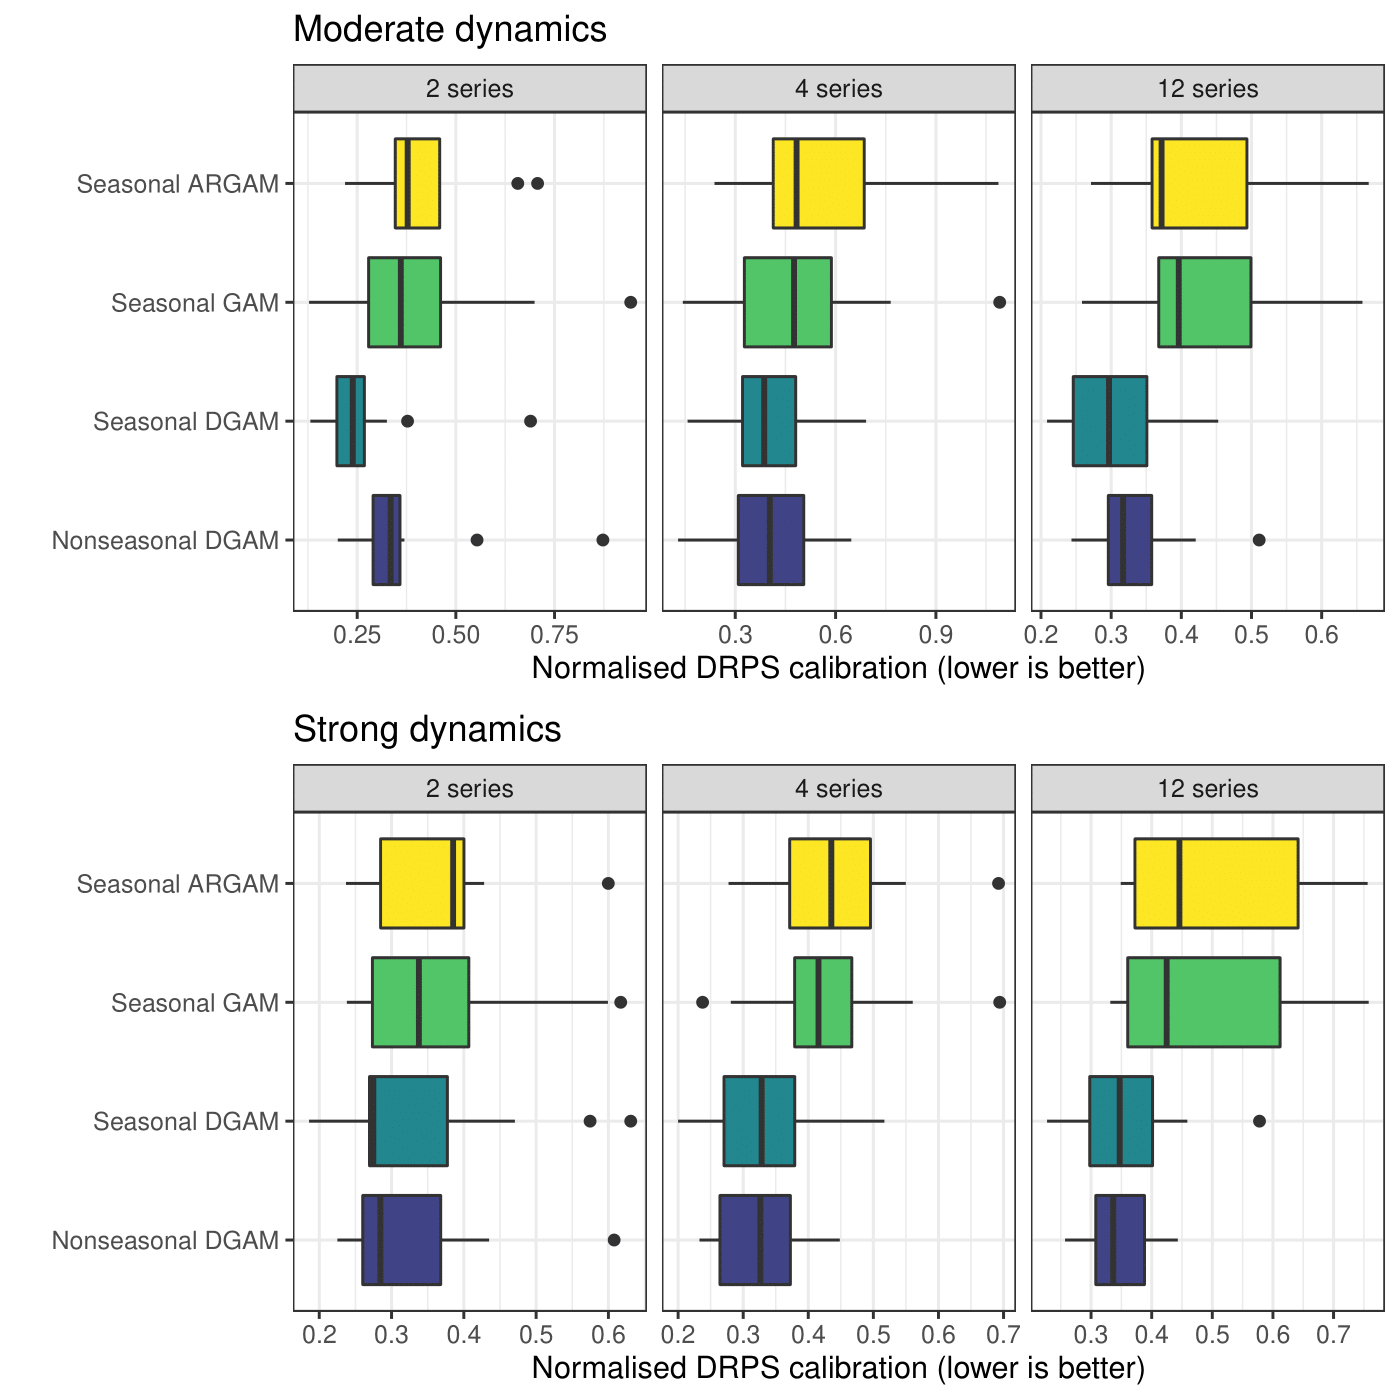 Moderate dynamics
2 series 4 series 12 series
Seasonal ARGAM
Seasonal GAM
Seasonal DGAM
Nonseasonal DGAM
0.25 0.50 0.75 0.3 0.6 0.9 0.2 0.3 0.4 0.5 0.6
Normalised DRPS calibration (lower is better)
Strong dynamics
2 series 4 series 12 series
Seasonal ARGAM
Seasonal GAM
Seasonal DGAM
Nonseasonal DGAM
0.2 0.3 0.4 0.5 0.6 0.2 0.3 0.4 0.5 0.6 0.7 0.3 0.4 0.5 0.6 0.7
Normalised DRPS calibration (lower is better)